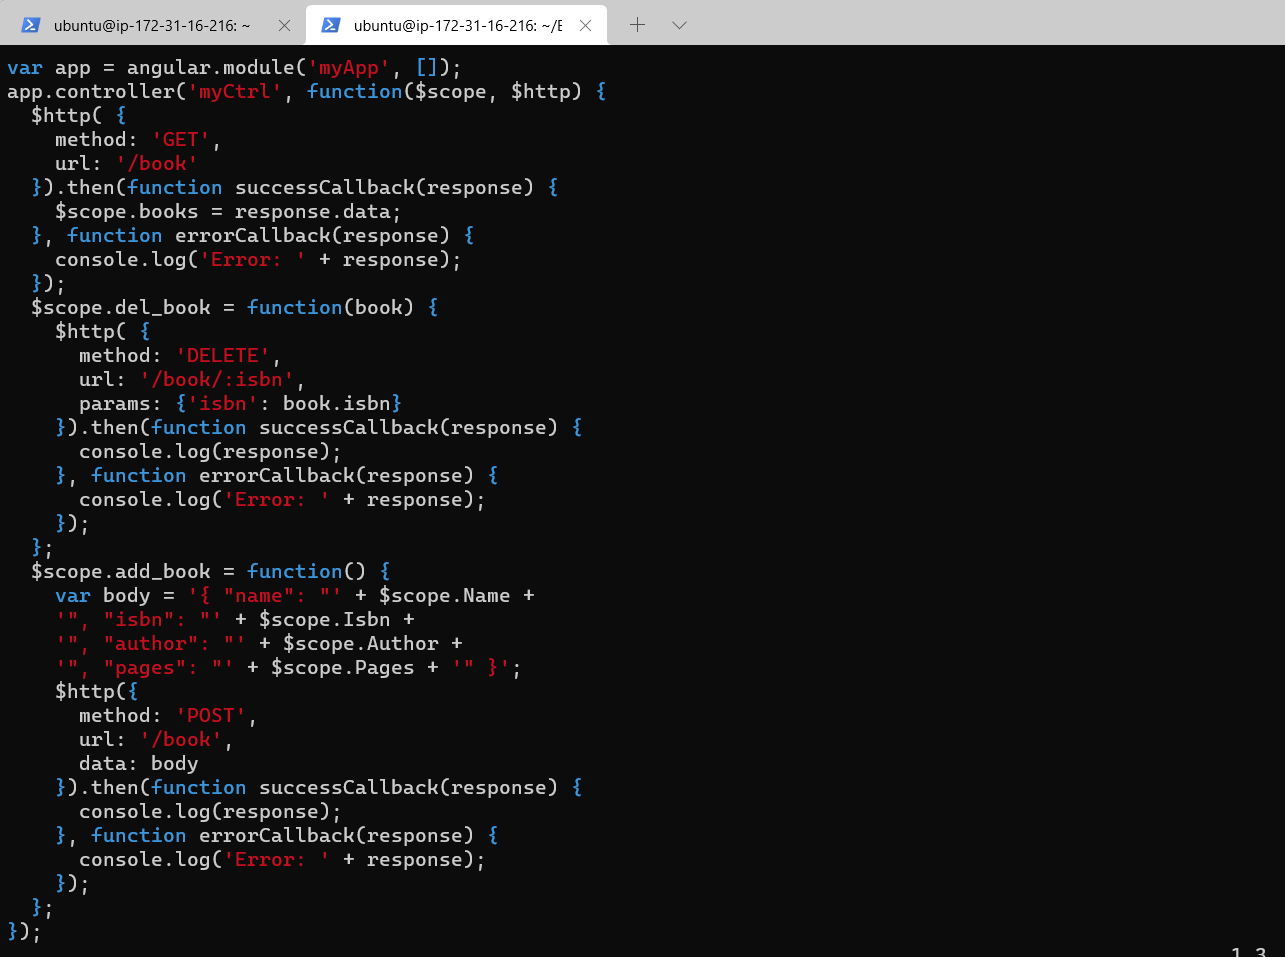 ubuntu@ip-172-31-16-216: ~
ubuntu@ip-172-31-16-216: ~/E
var app = angular.module('myApp', []);
app.controller('myCtrl', function($scope, $http) {
  $http( {
    method: 'GET',
    url: '/book'
  }).then(function successCallback(response) {
    $scope.books = response.data;
  }, function errorCallback(response) {
    console.log('Error: ' + response);
  });
  $scope.del_book = function(book) {
    $http( {
      method: 'DELETE',
      url: '/book/:isbn',
      params: {'isbn': book.isbn}
    }).then(function successCallback(response) {
      console.log(response);
    }, function errorCallback(response) {
      console.log('Error: ' + response);
    });
  };
  $scope.add_book = function() {
    var body = '{ "name": "' + $scope.Name +
    '", "isbn": "' + $scope.Isbn +
    '", "author": "' + $scope.Author +
    '", "pages": "' + $scope.Pages + '" }';
    $http({
      method: 'POST',
      url: '/book',
      data: body
    }).then(function successCallback(response) {
      console.log(response);
    }, function errorCallback(response) {
      console.log('Error: ' + response);
    });
  };
});